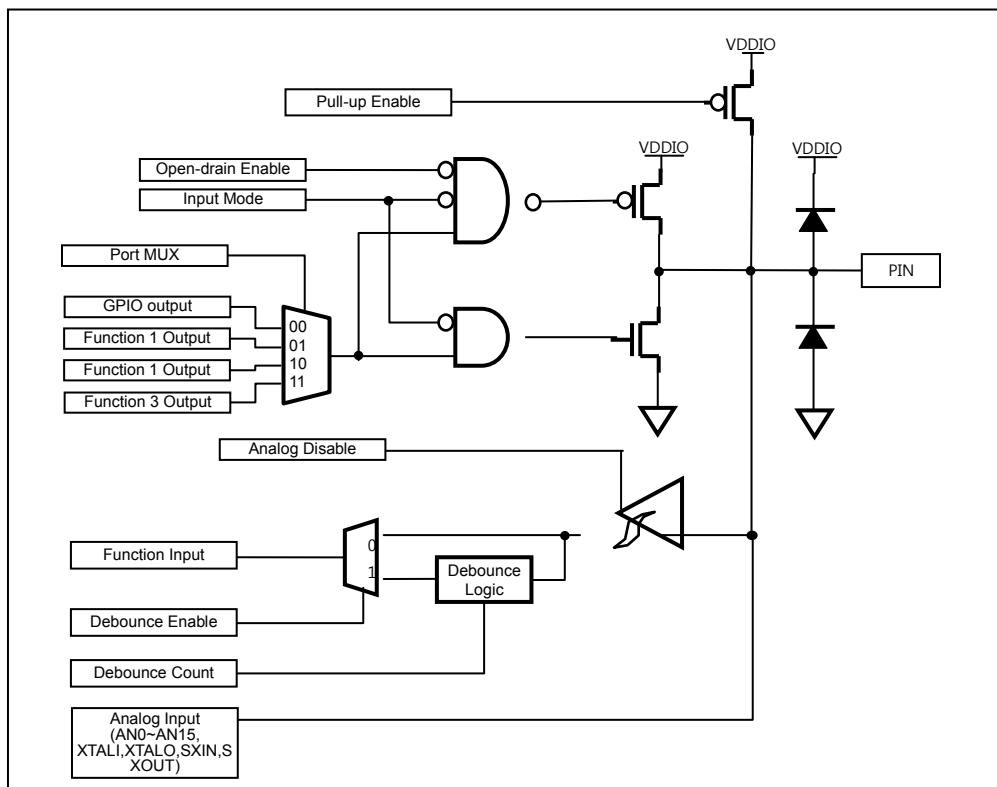 VDDIO
Pull-up Enable
VDDIO
VDDIO
Open-drain Enable
Input Mode
Port MUX
PIN
GPIO output
00
Function 1 Output
01
Function 1 Output
10
Function 3 Output
11
Analog Disable
Function Input
0
1
Debounce
Logic
Debounce Enable
Debounce Count
Analog Input
(AN0~AN15,
XTALI,XTALO,SXIN,S
XOUT)